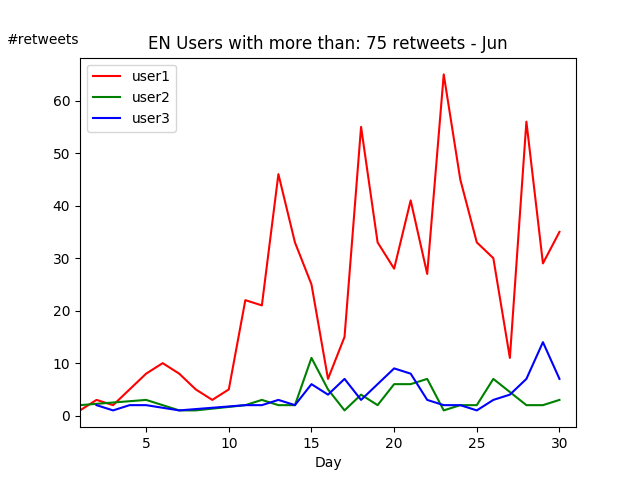 #retweets
EN Users with more than: 75 retweets - Jun
user1
user2
user3
60
50
40
30
20
10
0
5 10 15 20 25 30
Day